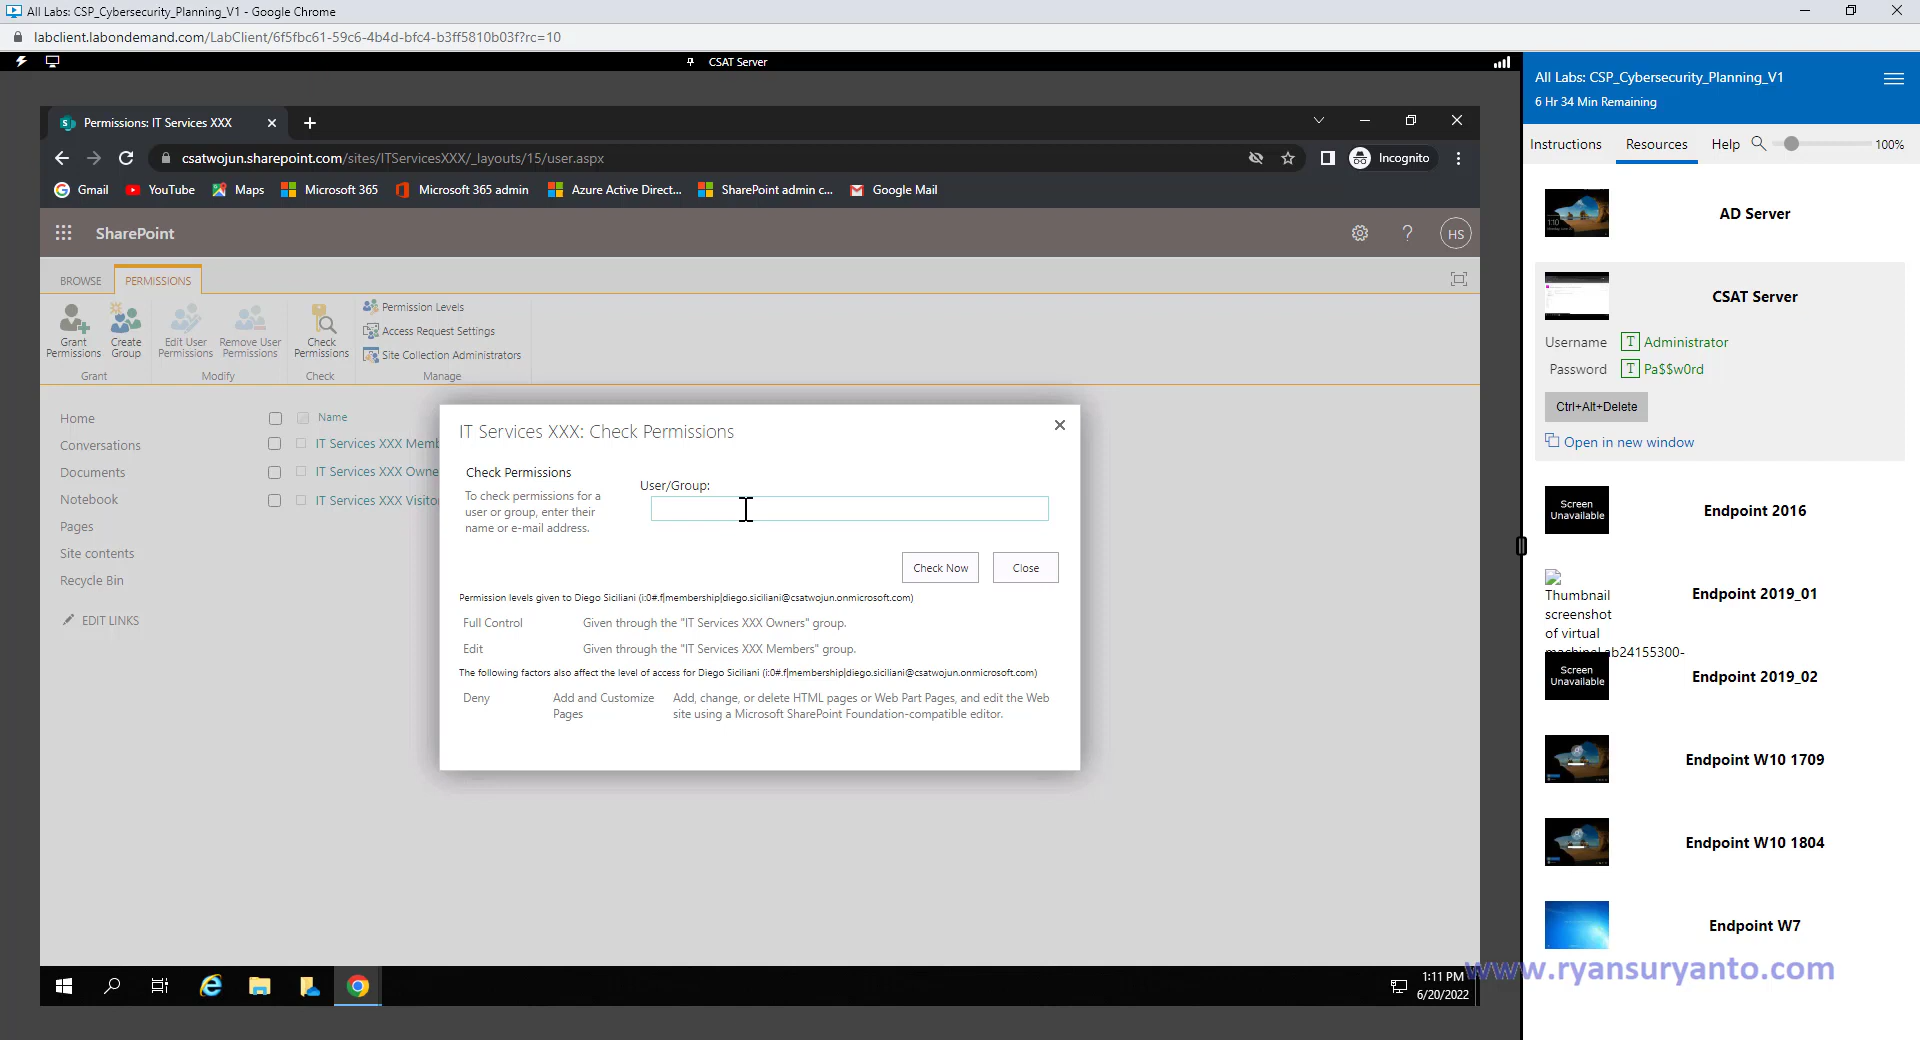 All Labs: CSP_Cybersecurity_Planning_V1 - Google Chrome
labclient.labondemand.com/LabClient/6f5fbc61-59c6-4b4d-bfc4-b3ff5810b03f?rc=10
CSAT Server
Permissions: IT Services XXX
csatwojun.sharepoint.com/sites/ITServicesXXX/_layouts/15/user.aspx
Incognito
Gmail
YouTube
Maps
Microsoft 365
Microsoft 365 admin
Azure Active Direct...
SharePoint admin c...
Google Mail
SharePoint
?
HS
BROWSE
PERMISSIONS
Grant Permissions
Create Group
Edit User Permissions
Remove User Permissions
Check Permissions
Permission Levels
Access Request Settings
Site Collection Administrators
Grant
Modify
Check
Manage
Home
Conversations
Documents
Notebook
Pages
Site contents
Recycle Bin
EDIT LINKS
Name
IT Services XXX Memb
IT Services XXX Owne
IT Services XXX Visito
IT Services XXX: Check Permissions
Check Permissions
To check permissions for a
user or group, enter their
name or e-mail address.
User/Group:
Check Now
Close
Permission levels given to Diego Siciliani (i:0#.f|membership|diego.siciliani@csatwojun.onmicrosoft.com)
Full Control
Given through the "IT Services XXX Owners" group.
Edit
Given through the "IT Services XXX Members" group.
The following factors also affect the level of access for Diego Siciliani (i:0#.f|membership|diego.siciliani@csatwojun.onmicrosoft.com)
Deny
Add and Customize
Pages
Add, change, or delete HTML pages or Web Part Pages, and edit the Web
site using a Microsoft SharePoint Foundation-compatible editor.
1:11 PM
6/20/2022
All Labs: CSP_Cybersecurity_Planning_V1
6 Hr 34 Min Remaining
Instructions
Resources
Help
100%
AD Server
CSAT Server
Username
T Administrator
Password
T Pa$$w0rd
Ctrl+Alt+Delete
Open in new window
Screen
Unavailable
Endpoint 2016
Thumbnail
screenshot
of virtual
Endpoint 2019_01
Screen
Unavailable
Endpoint 2019_02
Endpoint W10 1709
Endpoint W10 1804
Endpoint W7
www.ryansuryanto.com